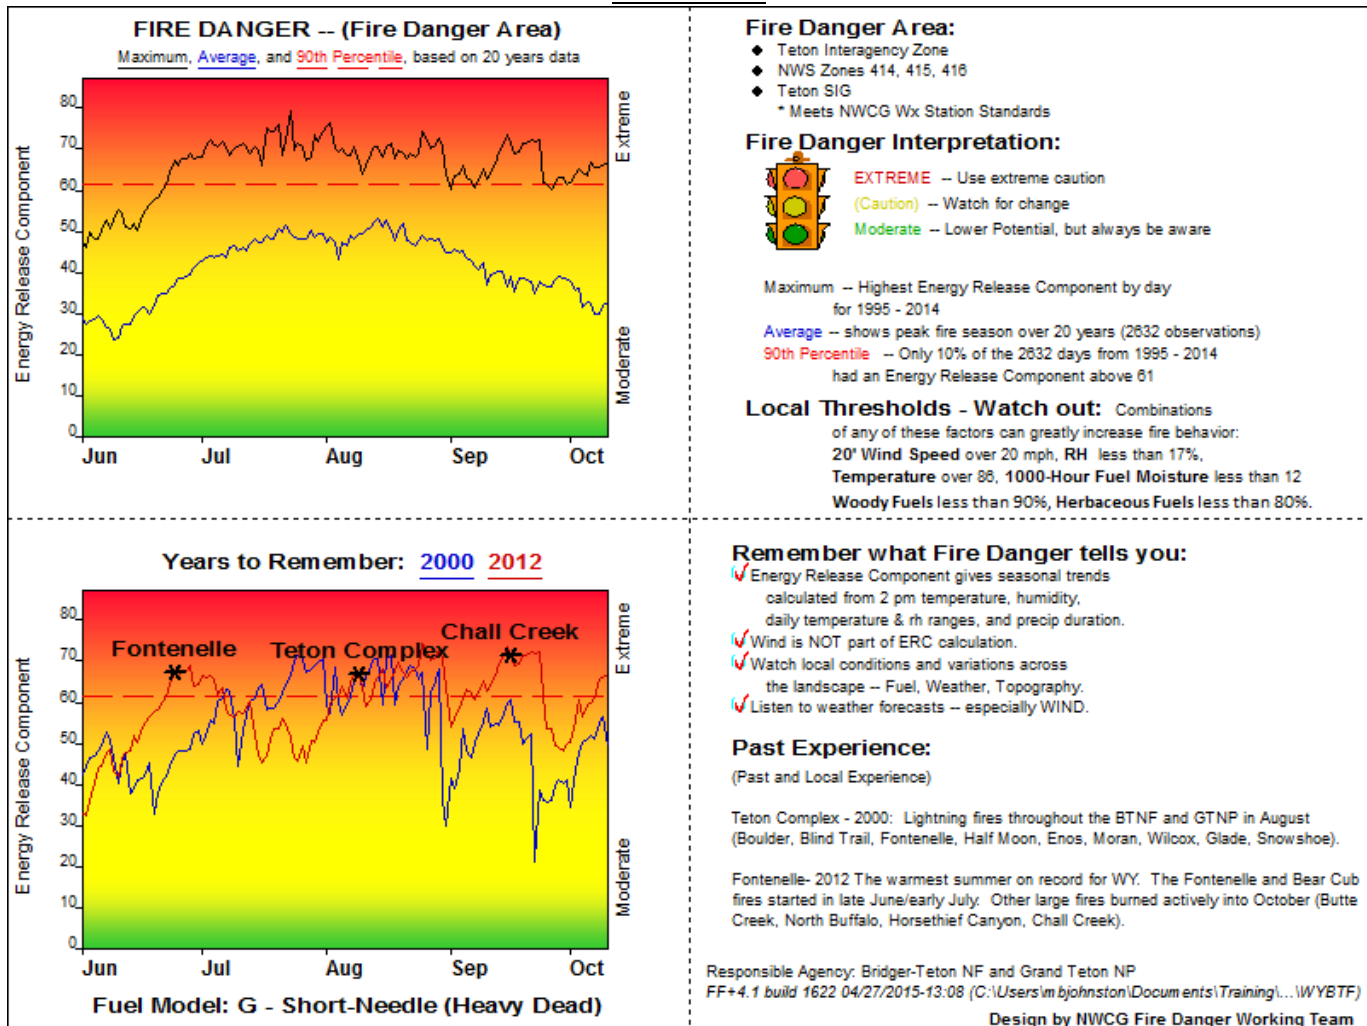 FIRE DANGER -- (Fire Danger Area)
Maximum, Average, and 90th Percentile, based on 20 years data
Energy Release Component
80
70
60
50
40
30
20
10
0
Extreme
Moderate
Jun Jul Aug Sep Oct
Fire Danger Area:
◆ Teton Interagency Zone
◆ NWS Zones 414, 415, 416
◆ Teton SIG
* Meets NWCG Wx Station Standards
Fire Danger Interpretation:
EXTREME -- Use extreme caution
(Caution) -- Watch for change
Moderate -- Lower Potential, but always be aware
Maximum -- Highest Energy Release Component by day
for 1995 - 2014
Average -- shows peak fire season over 20 years (2632 observations)
90th Percentile -- Only 10% of the 2632 days from 1995 - 2014
had an Energy Release Component above 61
Local Thresholds - Watch out: Combinations
of any of these factors can greatly increase fire behavior:
20' Wind Speed over 20 mph, RH less than 17%,
Temperature over 86, 1000-Hour Fuel Moisture less than 12
Woody Fuels less than 90%, Herbaceous Fuels less than 80%.
Years to Remember: 2000 2012
Energy Release Component
80
70
60
50
40
30
20
10
0
Fontenelle
Teton Complex
Chall Creek
Extreme
Moderate
Jun Jul Aug Sep Oct
Fuel Model: G - Short-Needle (Heavy Dead)
Remember what Fire Danger tells you:
Energy Release Component gives seasonal trends
calculated from 2 pm temperature, humidity,
daily temperature & rh ranges, and precip duration.
Wind is NOT part of ERC calculation.
Watch local conditions and variations across
the landscape -- Fuel, Weather, Topography.
Listen to weather forecasts -- especially WIND.
Past Experience:
(Past and Local Experience)
Teton Complex - 2000: Lightning fires throughout the BTNF and GTNP in August
(Boulder, Blind Trail, Fontenelle, Half Moon, Enos, Moran, Wilcox, Glade, Snowshoe).
Fontenelle- 2012 The warmest summer on record for WY. The Fontenelle and Bear Cub
fires started in late June/early July. Other large fires burned actively into October (Butte
Creek, North Buffalo, Horsethief Canyon, Chall Creek).
Responsible Agency: Bridger-Teton NF and Grand Teton NP
FF+4.1 build 1622 04/27/2015-13:08 (C:\Users\mbjohnston\Documents\Training\...\WYBTF)
Design by NWCG Fire Danger Working Team